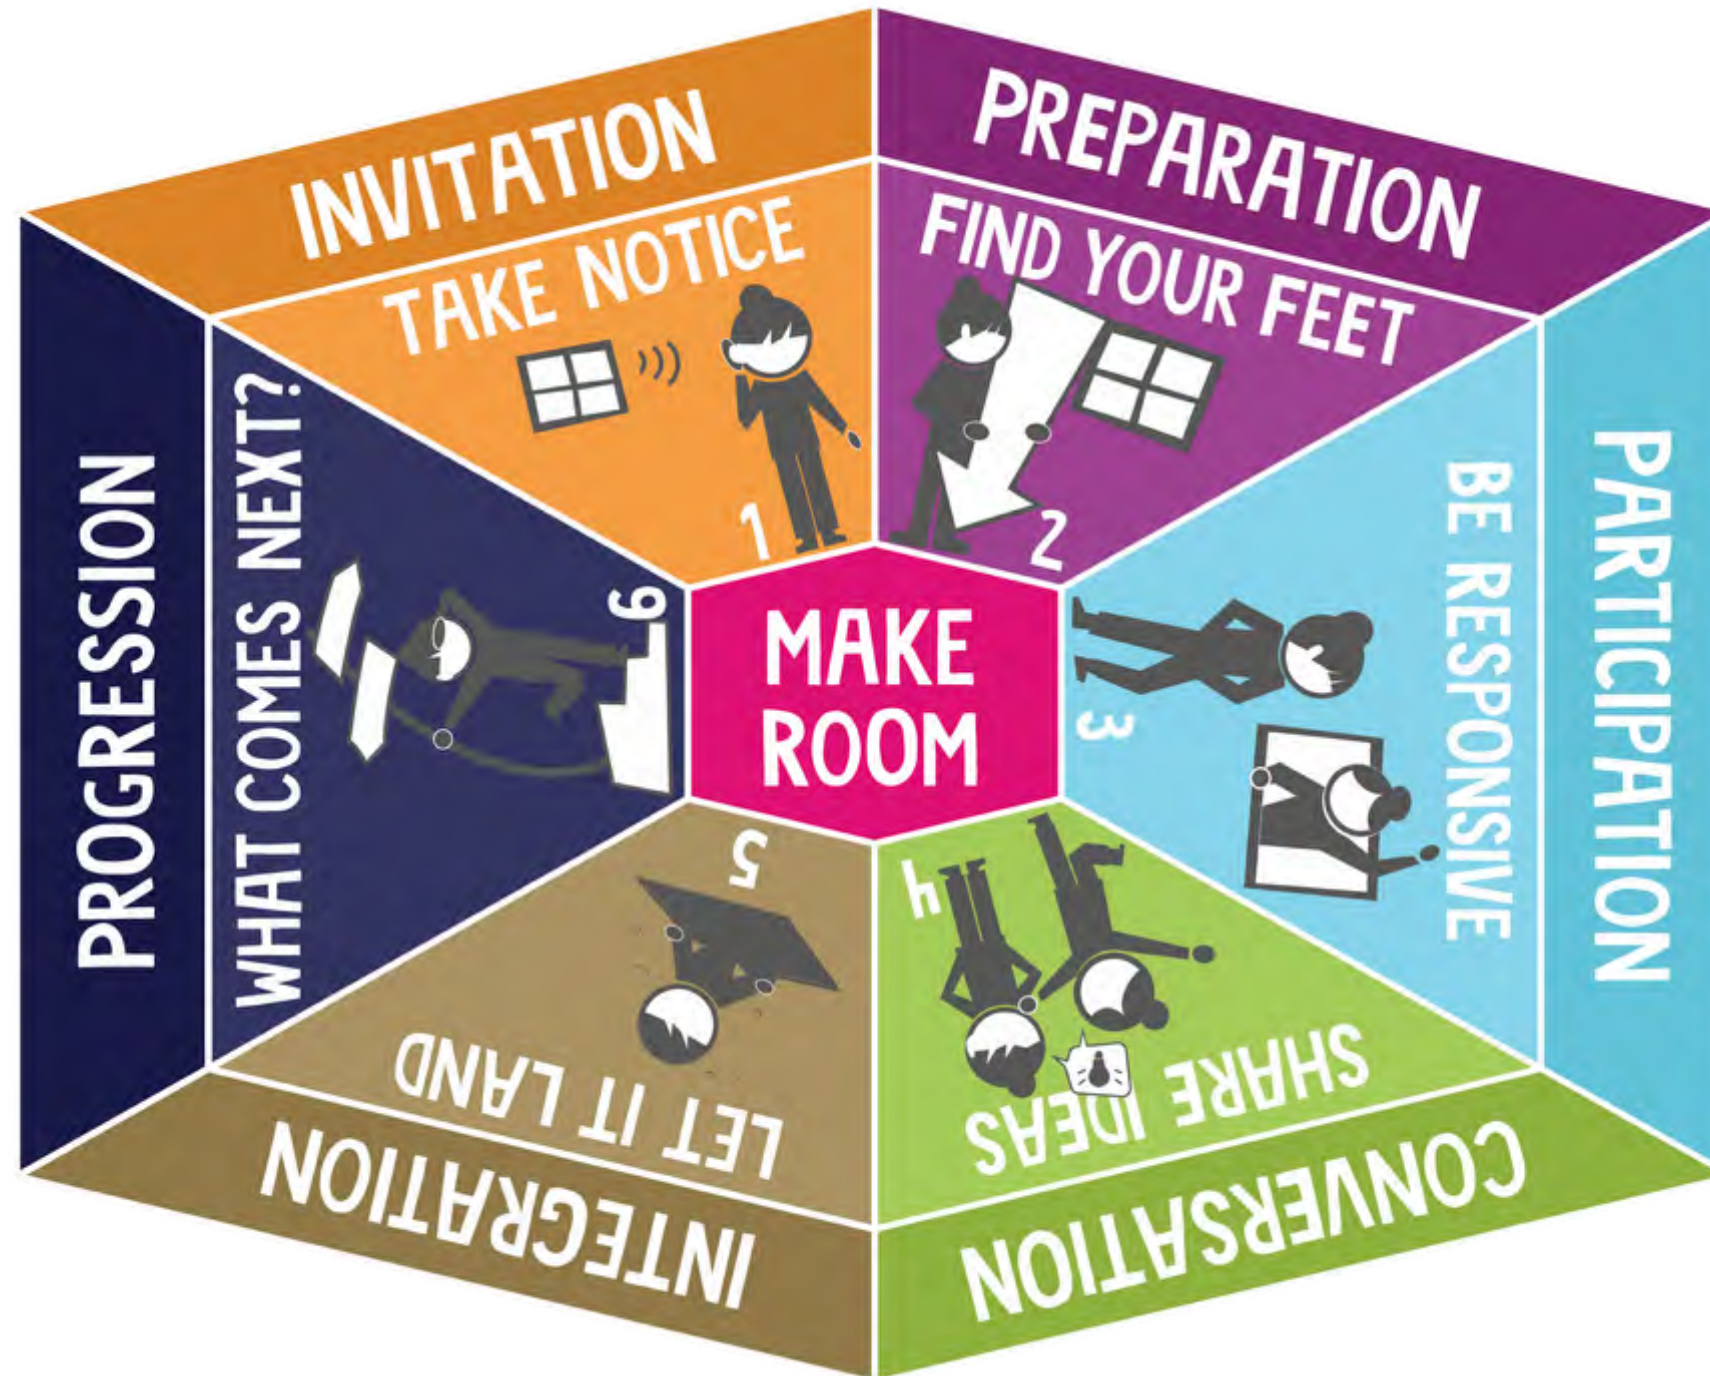 INVITATION
TAKE NOTICE
1
PREPARATION
FIND YOUR FEET
2
PARTICIPATION
BE RESPONSIVE
3
CONVERSATION
SHARE IDEAS
4
INTEGRATION
LET IT LAND
5
PROGRESSION
WHAT COMES NEXT?
6
MAKE
ROOM